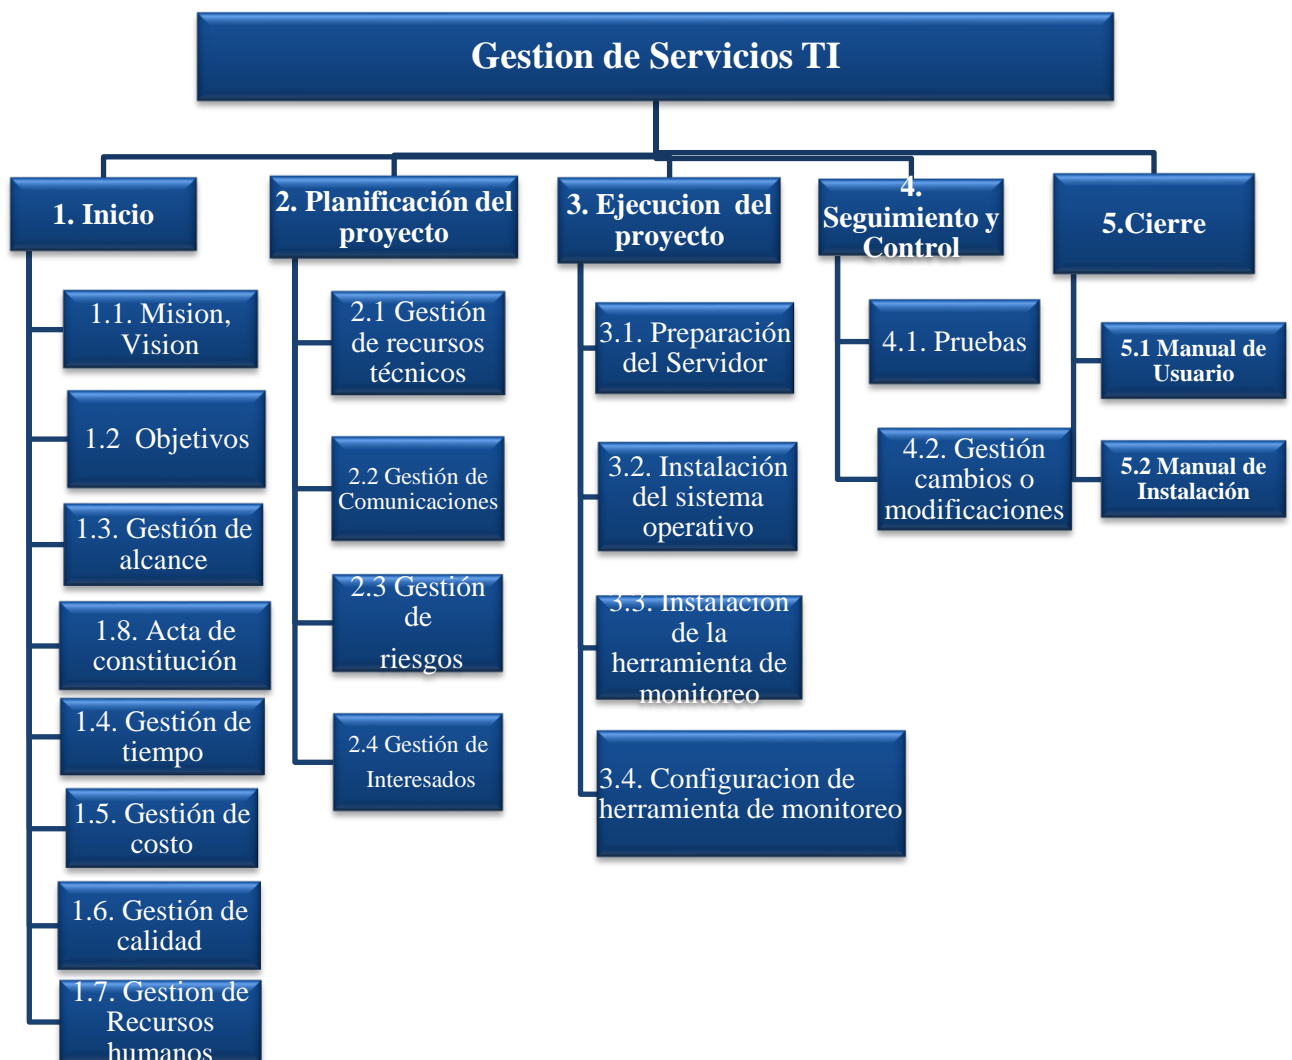 Gestion de Servicios TI
1. Inicio
1.1. Mision,
Vision
1.2 Objetivos
1.3. Gestión de
alcance
1.8. Acta de
constitución
1.4. Gestión de
tiempo
1.5. Gestión de
costo
1.6. Gestión de
calidad
1.7. Gestion de
Recursos
humanos
2. Planificación del
proyecto
2.1 Gestión
de recursos
técnicos
2.2 Gestión de
Comunicaciones
2.3 Gestión
de
riesgos
2.4 Gestión de
Interesados
3. Ejecucion del
proyecto
3.1. Preparación
del Servidor
3.2. Instalación
del sistema
operativo
3.3. Instalación
de la
herramienta de
monitoreo
3.4. Configuracion de
herramienta de monitoreo
4.
Seguimiento y
Control
4.1. Pruebas
4.2. Gestión
cambios o
modificaciones
5.Cierre
5.1 Manual de
Usuario
5.2 Manual de
Instalación